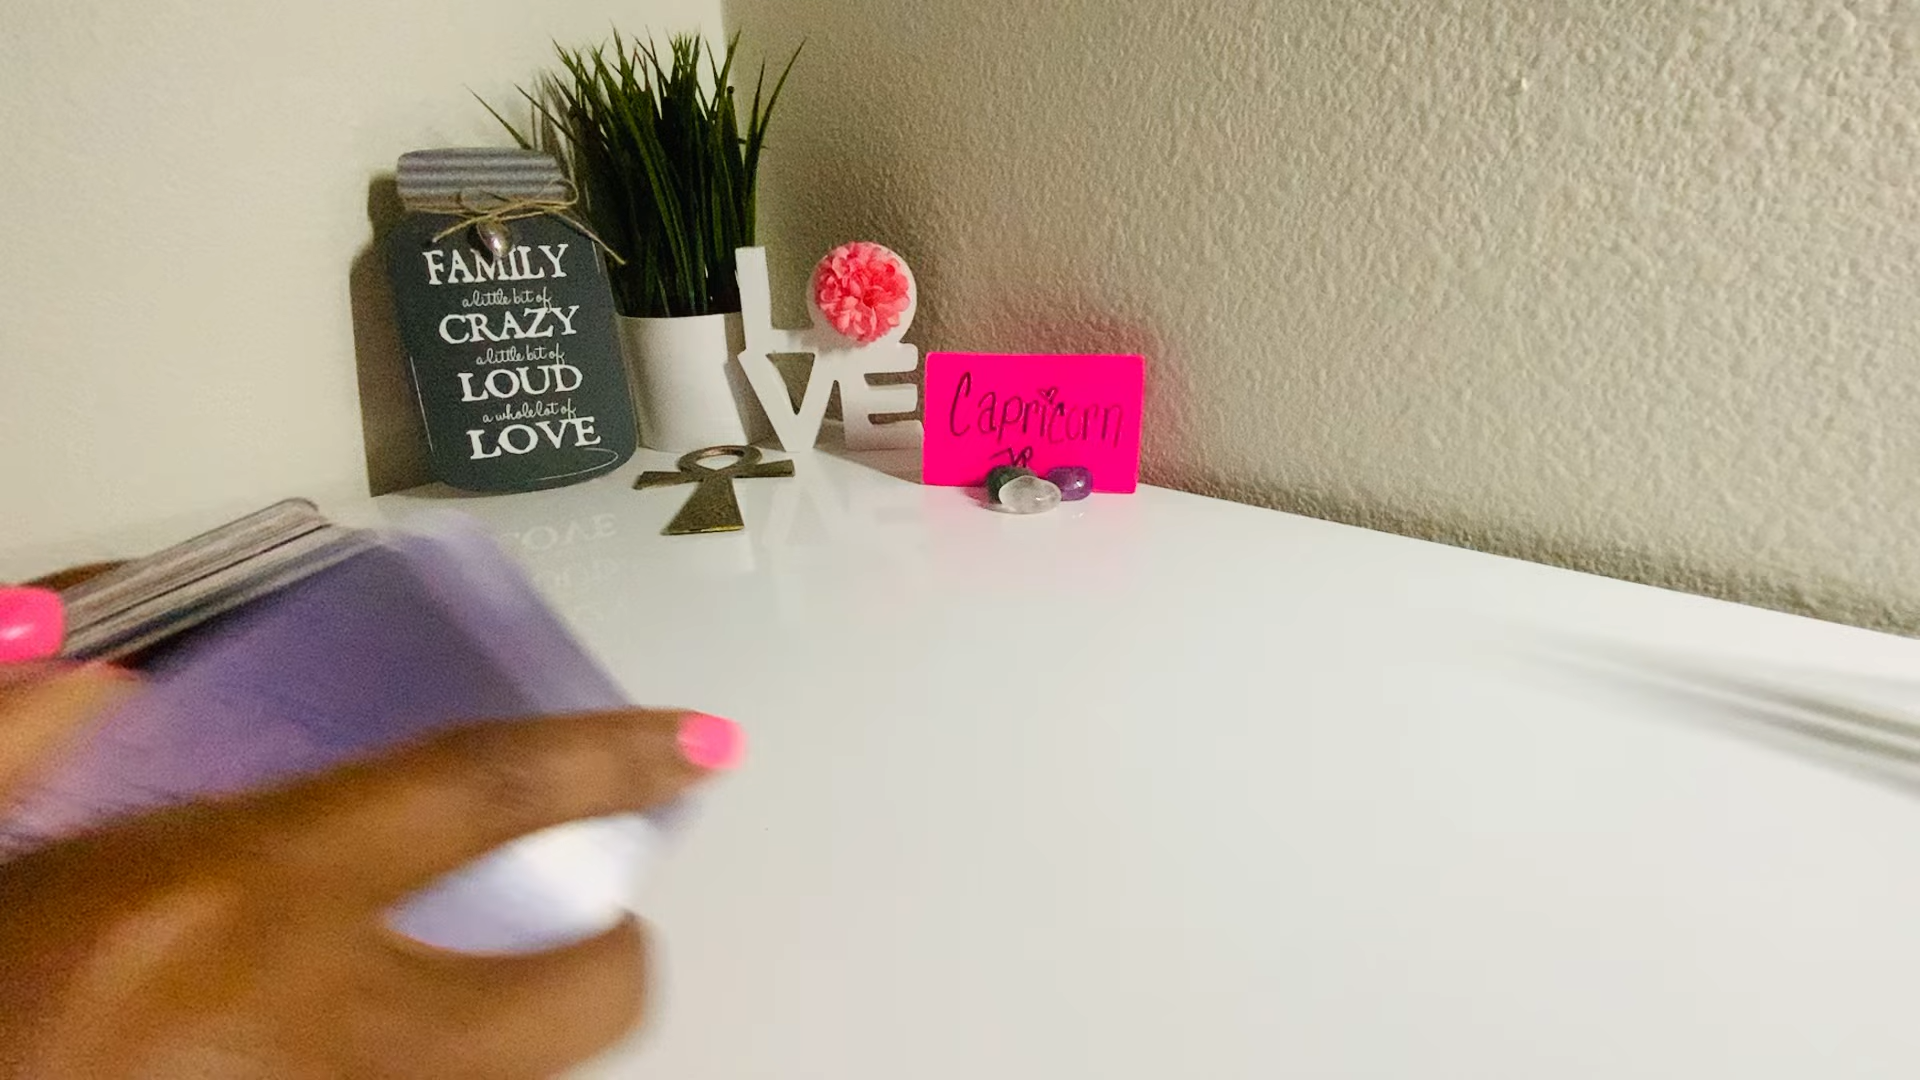 FAMILY
a little bit of
CRAZY
a little bit of
LOUD
a whole lot of
LOVE
LOVE
Capricorn